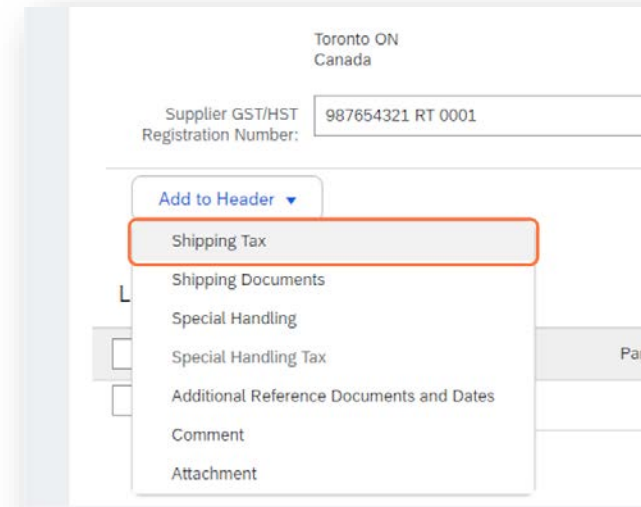 Toronto ON
Canada
Supplier GST/HST
Registration Number:
987654321 RT 0001
Add to Header
Shipping Tax
Shipping Documents
Special Handling
Special Handling Tax
Additional Reference Documents and Dates
Comment
Attachment